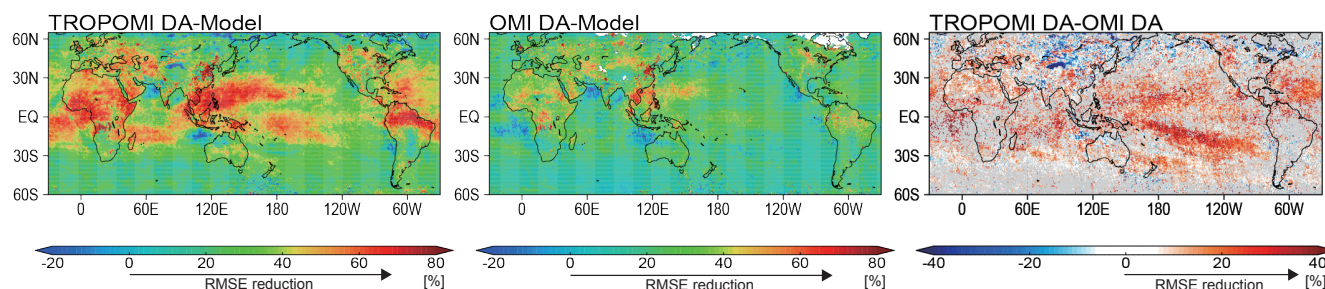 TROPOMI DA-Model
OMI DA-Model
TROPOMI DA-OMI DA
60N
30N
EQ
30S
60S
0 60E 120E 180 120W 60W
60N
30N
EQ
30S
60S
0 60E 120E 180 120W 60W
60N
30N
EQ
30S
60S
0 60E 120E 180 120W 60W
-20 0 20 40 60 80
RMSE reduction [%]
-20 0 20 40 60 80
RMSE reduction [%]
-40 -20 0 20 40
RMSE reduction [%]